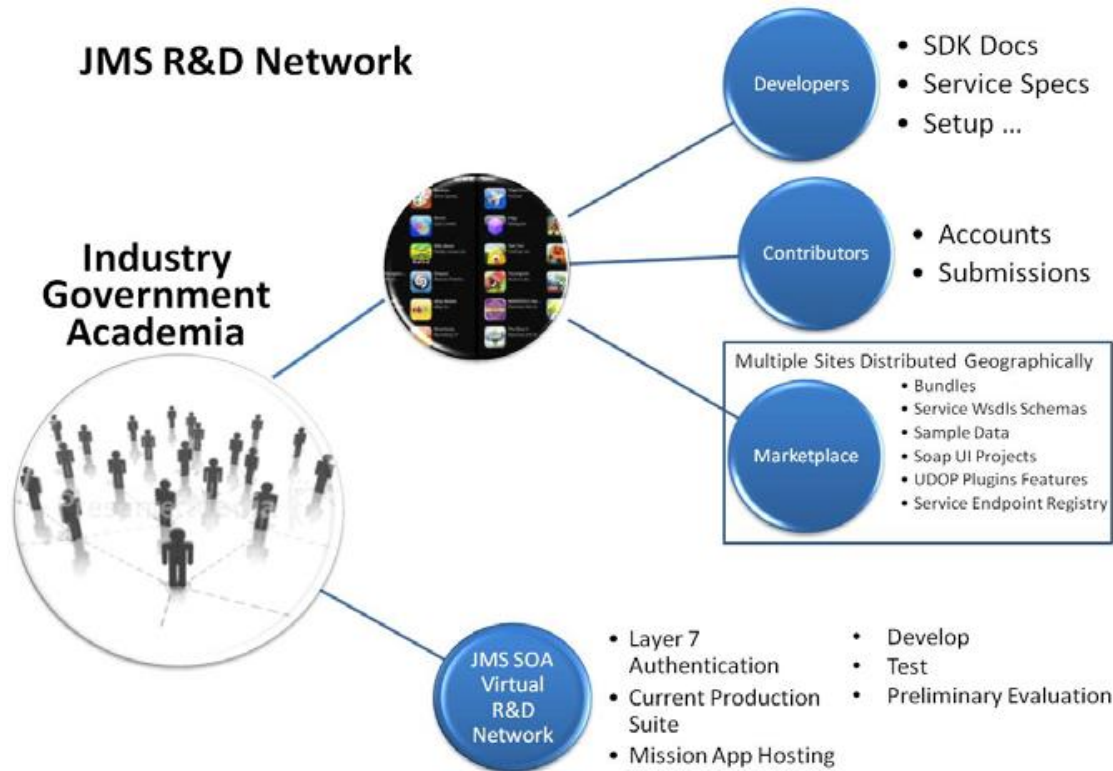 JMS R&D Network
Developers
• SDK Docs
• Service Specs
• Setup ...
Industry
Government
Academia
Contributors
• Accounts
• Submissions
Multiple Sites Distributed Geographically
Marketplace
• Bundles
• Service Wsdls Schemas
• Sample Data
• Soap UI Projects
• UDOP Plugins Features
• Service Endpoint Registry
JMS SOA
Virtual
R&D
Network
• Layer 7
Authentication
• Current Production
Suite
• Mission App Hosting
• Develop
• Test
• Preliminary Evaluation